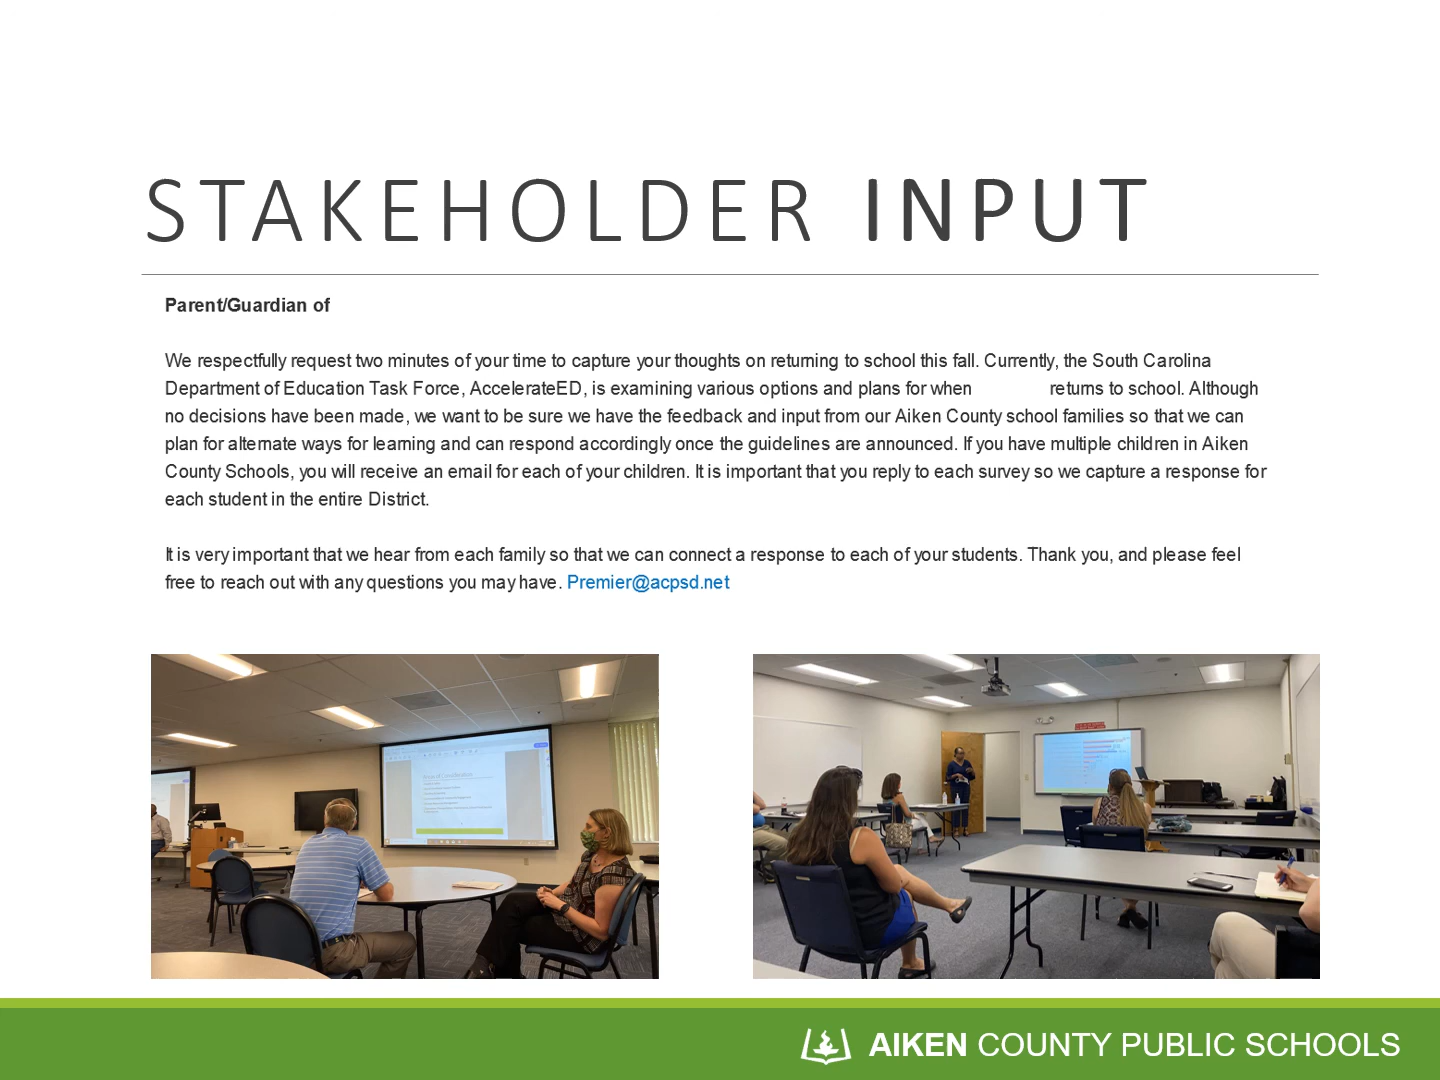 STAKEHOLDER INPUT
Parent/Guardian of
We respectfully request two minutes of your time to capture your thoughts on returning to school this fall. Currently, the South Carolina
Department of Education Task Force, AccelerateED, is examining various options and plans for when returns to school. Although
no decisions have been made, we want to be sure we have the feedback and input from our Aiken County school families so that we can
plan for alternate ways for learning and can respond accordingly once the guidelines are announced. If you have multiple children in Aiken
County Schools, you will receive an email for each of your children. It is important that you reply to each survey so we capture a response for
each student in the entire District.
It is very important that we hear from each family so that we can connect a response to each of your students. Thank you, and please feel
free to reach out with any questions you may have. Premier@acpsd.net
AIKEN COUNTY PUBLIC SCHOOLS